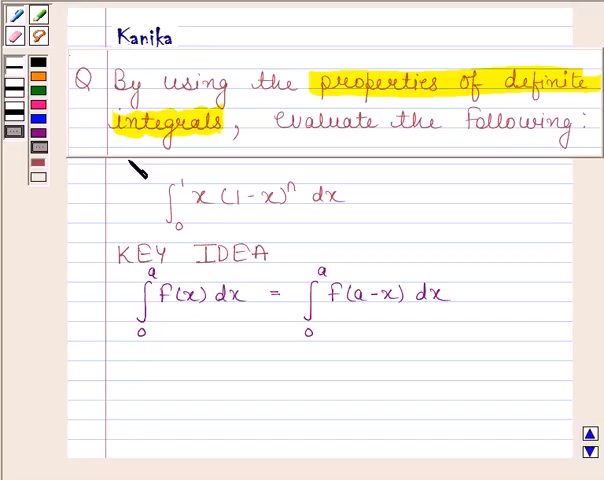 Kanika
Q By using the properties of definite
integrals, evaluate the following:
∫₀¹ x (1-x)ⁿ dx
KEY IDEA
∫₀ᵃ f(x) dx = ∫₀ᵃ f(a-x) dx